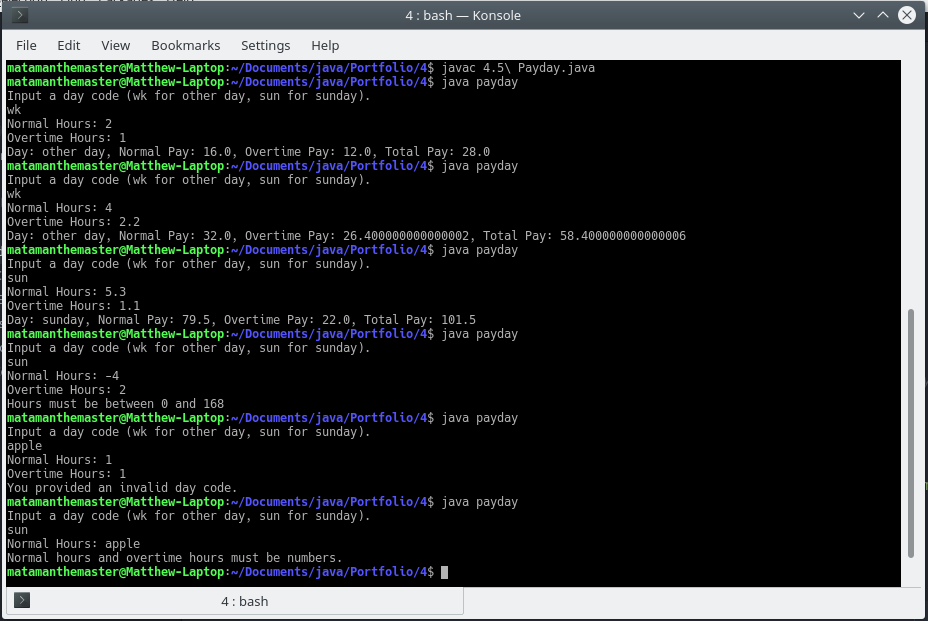 4 : bash — Konsole
File Edit View Bookmarks Settings Help
matamanthemaster@Matthew-Laptop:~/Documents/java/Portfolio/4$ javac 4.5\ Payday.java
matamanthemaster@Matthew-Laptop:~/Documents/java/Portfolio/4$ java payday
Input a day code (wk for other day, sun for sunday).
wk
Normal Hours: 2
Overtime Hours: 1
Day: other day, Normal Pay: 16.0, Overtime Pay: 12.0, Total Pay: 28.0
matamanthemaster@Matthew-Laptop:~/Documents/java/Portfolio/4$ java payday
Input a day code (wk for other day, sun for sunday).
wk
Normal Hours: 4
Overtime Hours: 2.2
Day: other day, Normal Pay: 32.0, Overtime Pay: 26.400000000000002, Total Pay: 58.400000000000006
matamanthemaster@Matthew-Laptop:~/Documents/java/Portfolio/4$ java payday
Input a day code (wk for other day, sun for sunday).
sun
Normal Hours: 5.3
Overtime Hours: 1.1
Day: sunday, Normal Pay: 79.5, Overtime Pay: 22.0, Total Pay: 101.5
matamanthemaster@Matthew-Laptop:~/Documents/java/Portfolio/4$ java payday
Input a day code (wk for other day, sun for sunday).
sun
Normal Hours: -4
Overtime Hours: 2
Hours must be between 0 and 168
matamanthemaster@Matthew-Laptop:~/Documents/java/Portfolio/4$ java payday
Input a day code (wk for other day, sun for sunday).
apple
Normal Hours: 1
Overtime Hours: 1
You provided an invalid day code.
matamanthemaster@Matthew-Laptop:~/Documents/java/Portfolio/4$ java payday
Input a day code (wk for other day, sun for sunday).
sun
Normal Hours: apple
Normal hours and overtime hours must be numbers.
matamanthemaster@Matthew-Laptop:~/Documents/java/Portfolio/4$
4 : bash